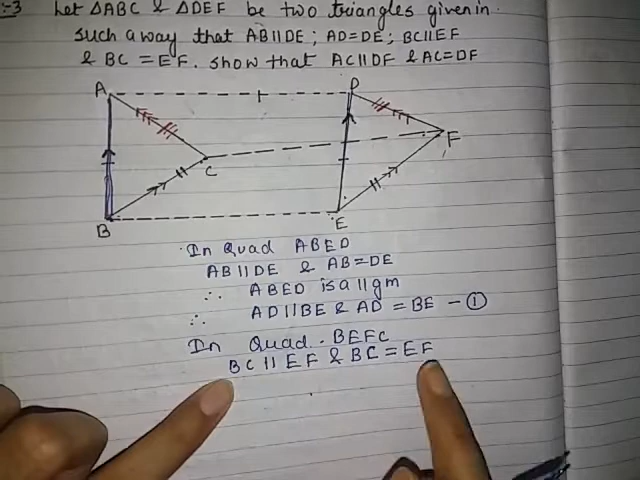 :-3 Let ΔABC & ΔDEF be two triangles given in
such a way that AB||DE; AD=DE; BC||EF
& BC = EF. show that AC||DF & AC=DF
A
D
C
F
B
E
In Quad ABED
AB||DE & AB=DE
∴ ABED is a ||gm
∴ AD||BE & AD = BE - ①
In Quad. BEFC
BC || EF & BC = EF